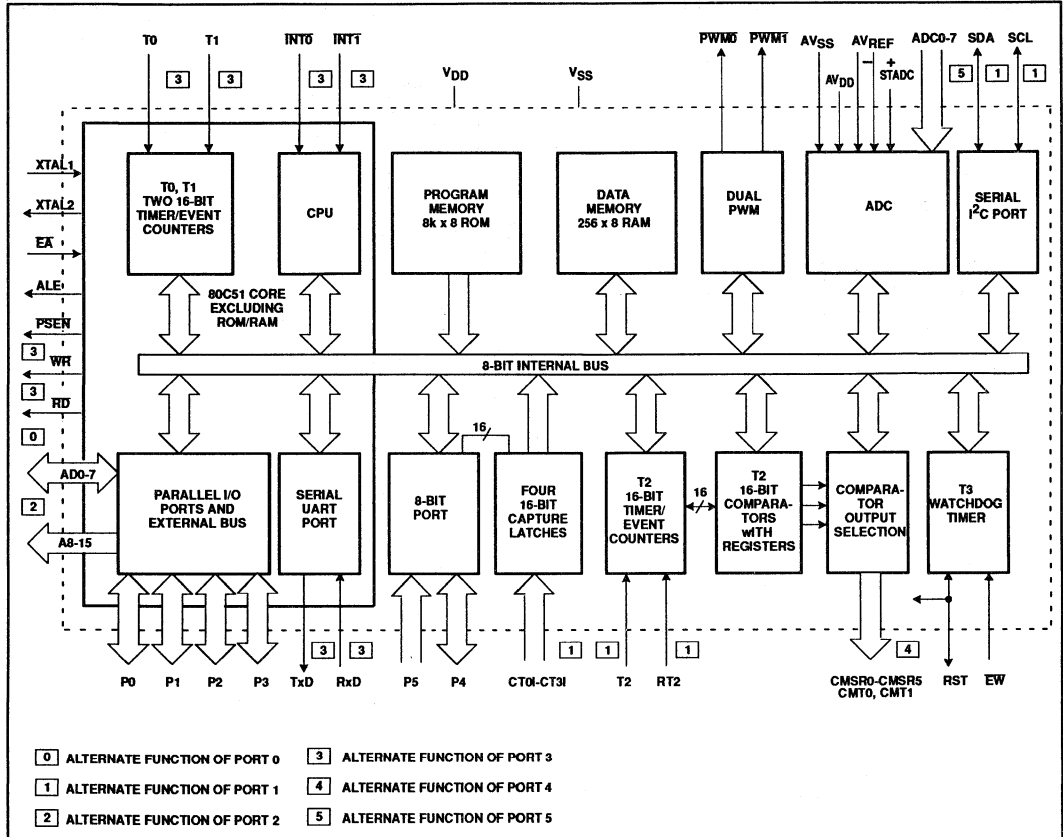 T0 T1 INT0 INT1 PWM0 PWM1 AVSS AVREF ADC0-7 SDA SCL
3 3 3 3 VDD VSS AVDD − + STADC 5 1 1
XTAL1
XTAL2
EA
ALE
PSEN
3 WR
3 RD
0
AD0-7
2
A8-15
T0, T1
TWO 16-BIT
TIMER/EVENT
COUNTERS
CPU
PROGRAM
MEMORY
8k x 8 ROM
DATA
MEMORY
256 x 8 RAM
DUAL
PWM
ADC
SERIAL
I2C PORT
80C51 CORE
EXCLUDING
ROM/RAM
8-BIT INTERNAL BUS
16
16
PARALLEL I/O
PORTS AND
EXTERNAL BUS
SERIAL
UART
PORT
8-BIT
PORT
FOUR
16-BIT
CAPTURE
LATCHES
T2
16-BIT
TIMER/
EVENT
COUNTERS
T2
16-BIT
COMPARA-
TORS
wITH
REGISTERS
COMPARA-
TOR
OUTPUT
SELECTION
T3
WATCHDOG
TIMER
3 3 1 1 1 4
P0 P1 P2 P3 TxD RxD P5 P4 CT0I-CT3I T2 RT2 CMSR0-CMSR5 RST EW
CMT0, CMT1
0 ALTERNATE FUNCTION OF PORT 0
1 ALTERNATE FUNCTION OF PORT 1
2 ALTERNATE FUNCTION OF PORT 2
3 ALTERNATE FUNCTION OF PORT 3
4 ALTERNATE FUNCTION OF PORT 4
5 ALTERNATE FUNCTION OF PORT 5